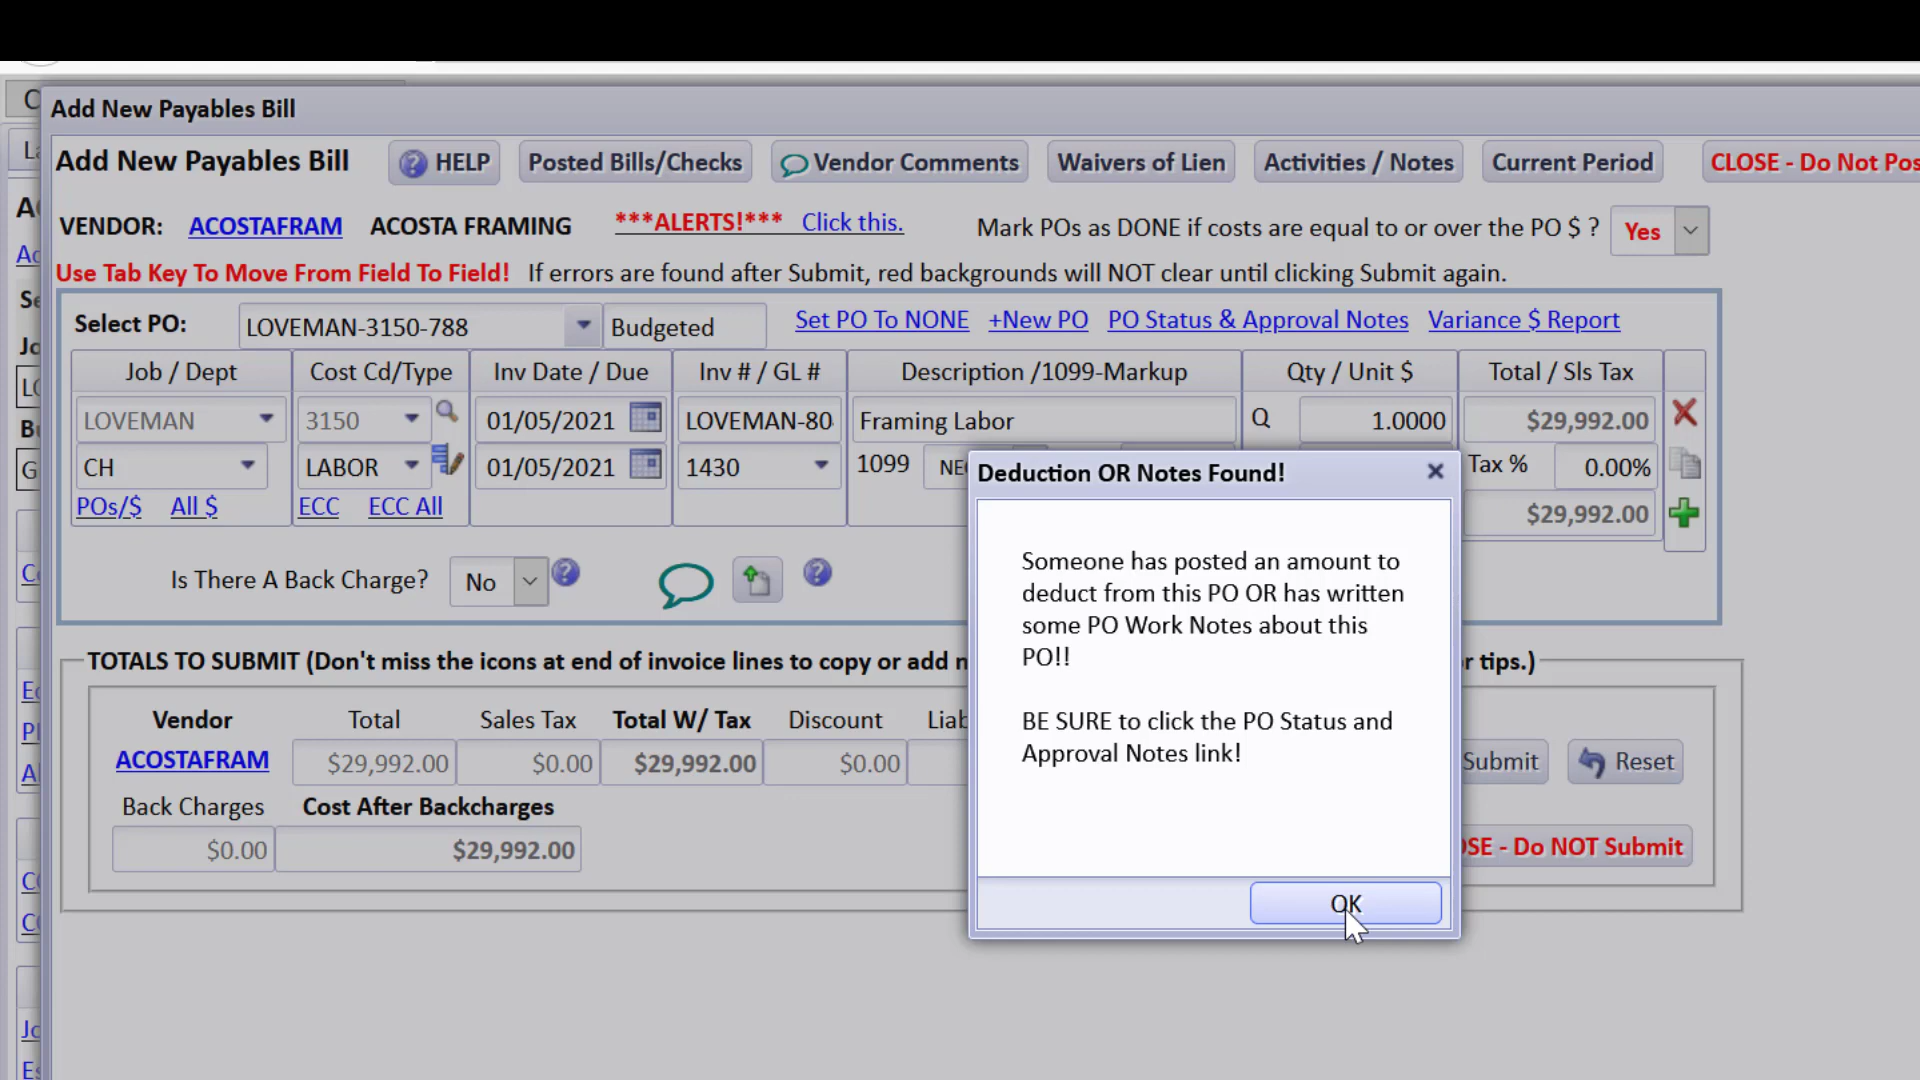 Add New Payables Bill
Add New Payables Bill HELP Posted Bills/Checks Vendor Comments Waivers of Lien Activities / Notes Current Period CLOSE - Do Not Pos
VENDOR: ACOSTAFRAM ACOSTA FRAMING ***ALERTS!*** Click this. Mark POs as DONE if costs are equal to or over the PO $ ? Yes
Use Tab Key To Move From Field To Field! If errors are found after Submit, red backgrounds will NOT clear until clicking Submit again.
Select PO: LOVEMAN-3150-788 Budgeted Set PO To NONE +New PO PO Status & Approval Notes Variance $ Report
Job / Dept Cost Cd/Type Inv Date / Due Inv # / GL # Description /1099-Markup Qty / Unit $ Total / Sls Tax
LOVEMAN 3150 01/05/2021 LOVEMAN-80 Framing Labor Q 1.0000 $29,992.00
CH LABOR 01/05/2021 1430 1099 NE Tax % 0.00%
POs/$ All $ ECC ECC All $29,992.00
Is There A Back Charge? No
Deduction OR Notes Found!
Someone has posted an amount to
deduct from this PO OR has written
some PO Work Notes about this
PO!!
BE SURE to click the PO Status and
Approval Notes link!
OK
TOTALS TO SUBMIT (Don't miss the icons at end of invoice lines to copy or add n r tips.)
Vendor Total Sales Tax Total W/ Tax Discount Liab
ACOSTAFRAM $29,992.00 $0.00 $29,992.00 $0.00 Submit Reset
Back Charges Cost After Backcharges
$0.00 $29,992.00 OSE - Do NOT Submit